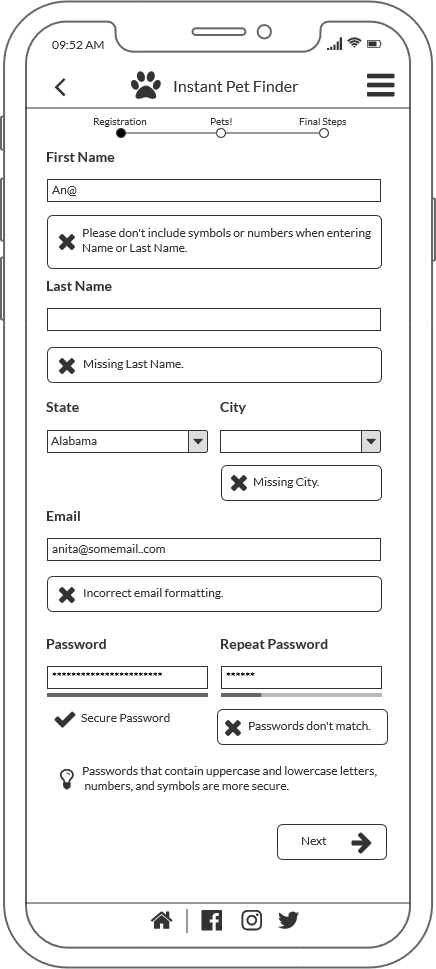 09:52 AM
Instant Pet Finder
Registration Pets! Final Steps
First Name
An@
Please don't include symbols or numbers when entering
Name or Last Name.
Last Name
Missing Last Name.
State City
Alabama
Missing City.
Email
anita@somemail..com
Incorrect email formatting.
Password Repeat Password
*********************** ******
Secure Password Passwords don't match.
Passwords that contain uppercase and lowercase letters,
numbers, and symbols are more secure.
Next